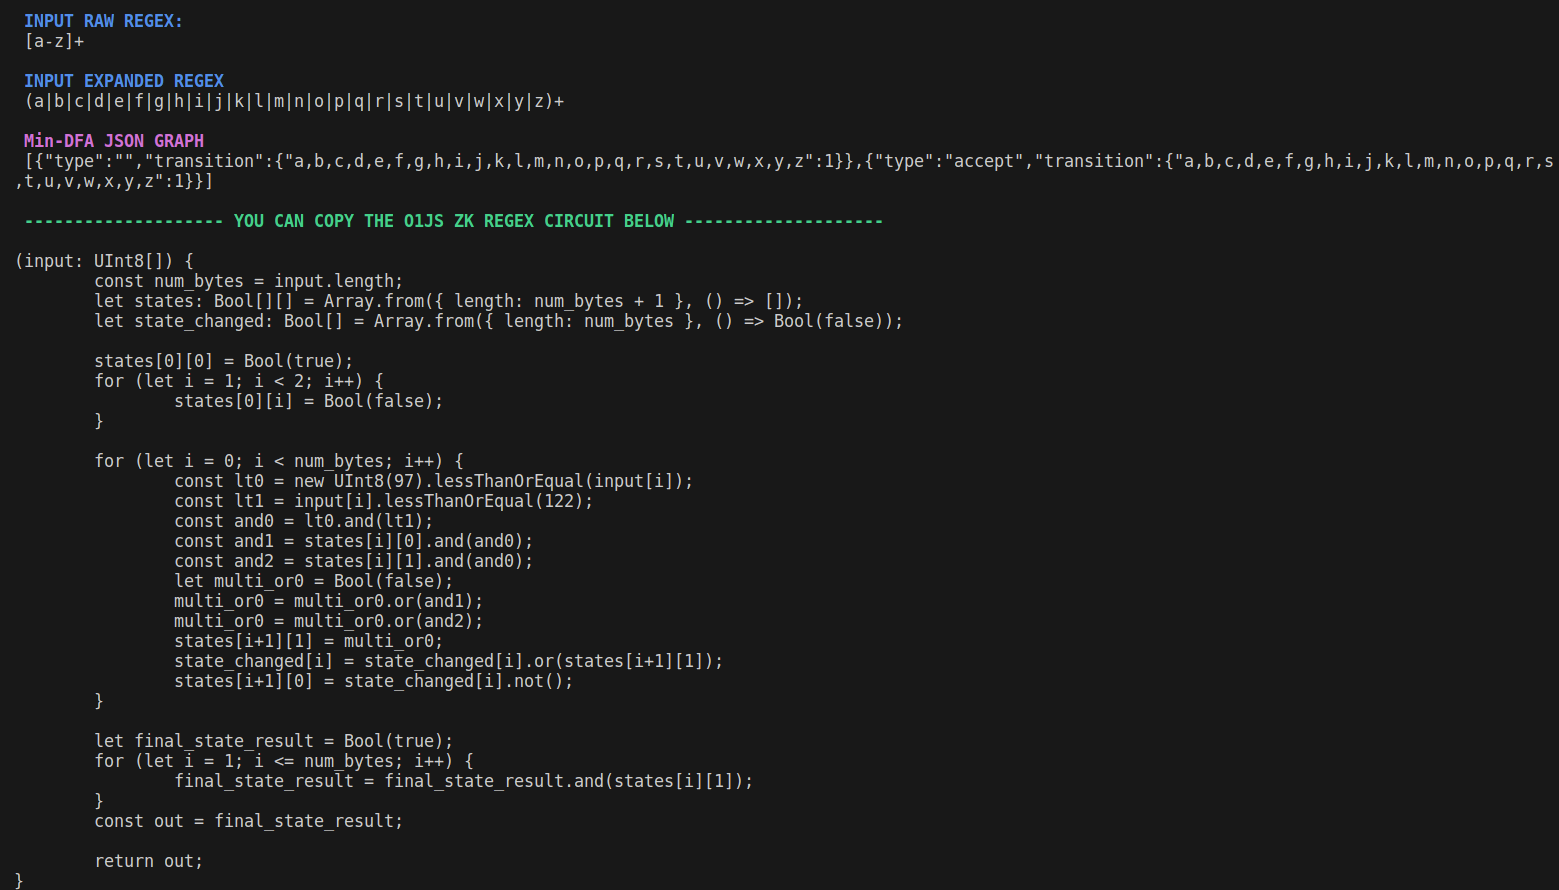 INPUT RAW REGEX:
[a-z]+
INPUT EXPANDED REGEX
(a|b|c|d|e|f|g|h|i|j|k|l|m|n|o|p|q|r|s|t|u|v|w|x|y|z)+
Min-DFA JSON GRAPH
[{"type":"","transition":{"a,b,c,d,e,f,g,h,i,j,k,l,m,n,o,p,q,r,s,t,u,v,w,x,y,z":1}},{"type":"accept","transition":{"a,b,c,d,e,f,g,h,i,j,k,l,m,n,o,p,q,r,s
,t,u,v,w,x,y,z":1}}]
-------------------- YOU CAN COPY THE O1JS ZK REGEX CIRCUIT BELOW --------------------
(input: UInt8[]) {
const num_bytes = input.length;
let states: Bool[][] = Array.from({ length: num_bytes + 1 }, () => []);
let state_changed: Bool[] = Array.from({ length: num_bytes }, () => Bool(false));
states[0][0] = Bool(true);
for (let i = 1; i < 2; i++) {
states[0][i] = Bool(false);
}
for (let i = 0; i < num_bytes; i++) {
const lt0 = new UInt8(97).lessThanOrEqual(input[i]);
const lt1 = input[i].lessThanOrEqual(122);
const and0 = lt0.and(lt1);
const and1 = states[i][0].and(and0);
const and2 = states[i][1].and(and0);
let multi_or0 = Bool(false);
multi_or0 = multi_or0.or(and1);
multi_or0 = multi_or0.or(and2);
states[i+1][1] = multi_or0;
state_changed[i] = state_changed[i].or(states[i+1][1]);
states[i+1][0] = state_changed[i].not();
}
let final_state_result = Bool(true);
for (let i = 1; i <= num_bytes; i++) {
final_state_result = final_state_result.and(states[i][1]);
}
const out = final_state_result;
return out;
}